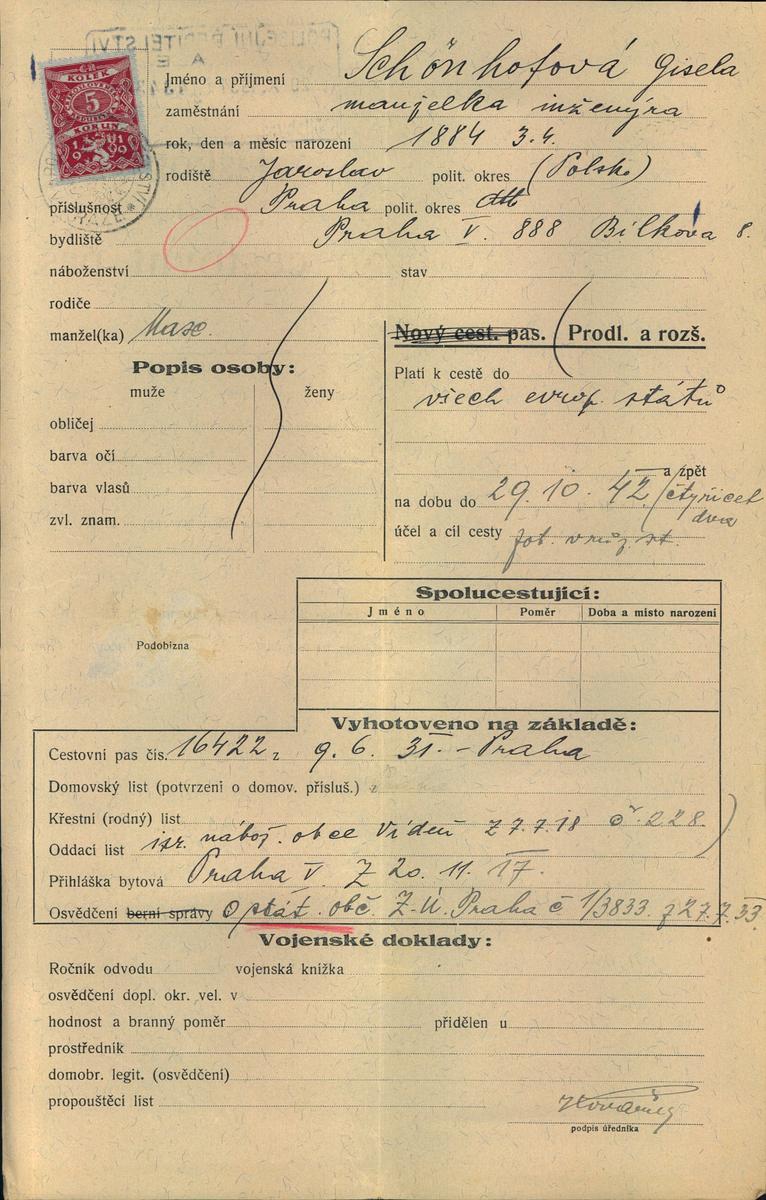 Č.R.
KOLEK
5
KORUN
Jméno a příjmení Schönhofová Gisela
zaměstnání manželka inženýra
rok, den a měsíc narození 1884 3.4.
rodiště Jaroslav polit. okres (Polsko)
příslušnost Praha polit. okres dtto
bydliště Praha V. 888 Bílkova 8.
náboženství stav
rodiče
manžel(ka) Max.
Nový cest. pas. Prodl. a rozš.
Popis osoby:
muže ženy
obličej
barva očí
barva vlasů
zvl. znam.
Platí k cestě do
všech evrop. států
a zpět
na dobu do 29. 10. 42 (čtyřicet
dva
účel a cíl cesty
Spolucestující:
Jméno Poměr Doba a místo narození
Podobizna
Vyhotoveno na základě:
Cestovní pas čís. 16422 z 9. 6. 31. - Praha
Domovský list (potvrzení o domov. přísluš.) z
Křestní (rodný) list
Oddací list isr. nábož. obce Vídeň z 7.7.18 č. 228
Přihláška bytová Praha V. z 20. 11. 17.
Osvědčení berní správy O stát. obč. Z.Ú. Praha č 1/3833. z 27.7.33.
Vojenské doklady:
Ročník odvodu vojenská knížka
osvědčení dopl. okr. vel. v
hodnost a branný poměr přidělen u
prostředník
domobr. legit. (osvědčení)
propouštěcí list
podpis úředníka